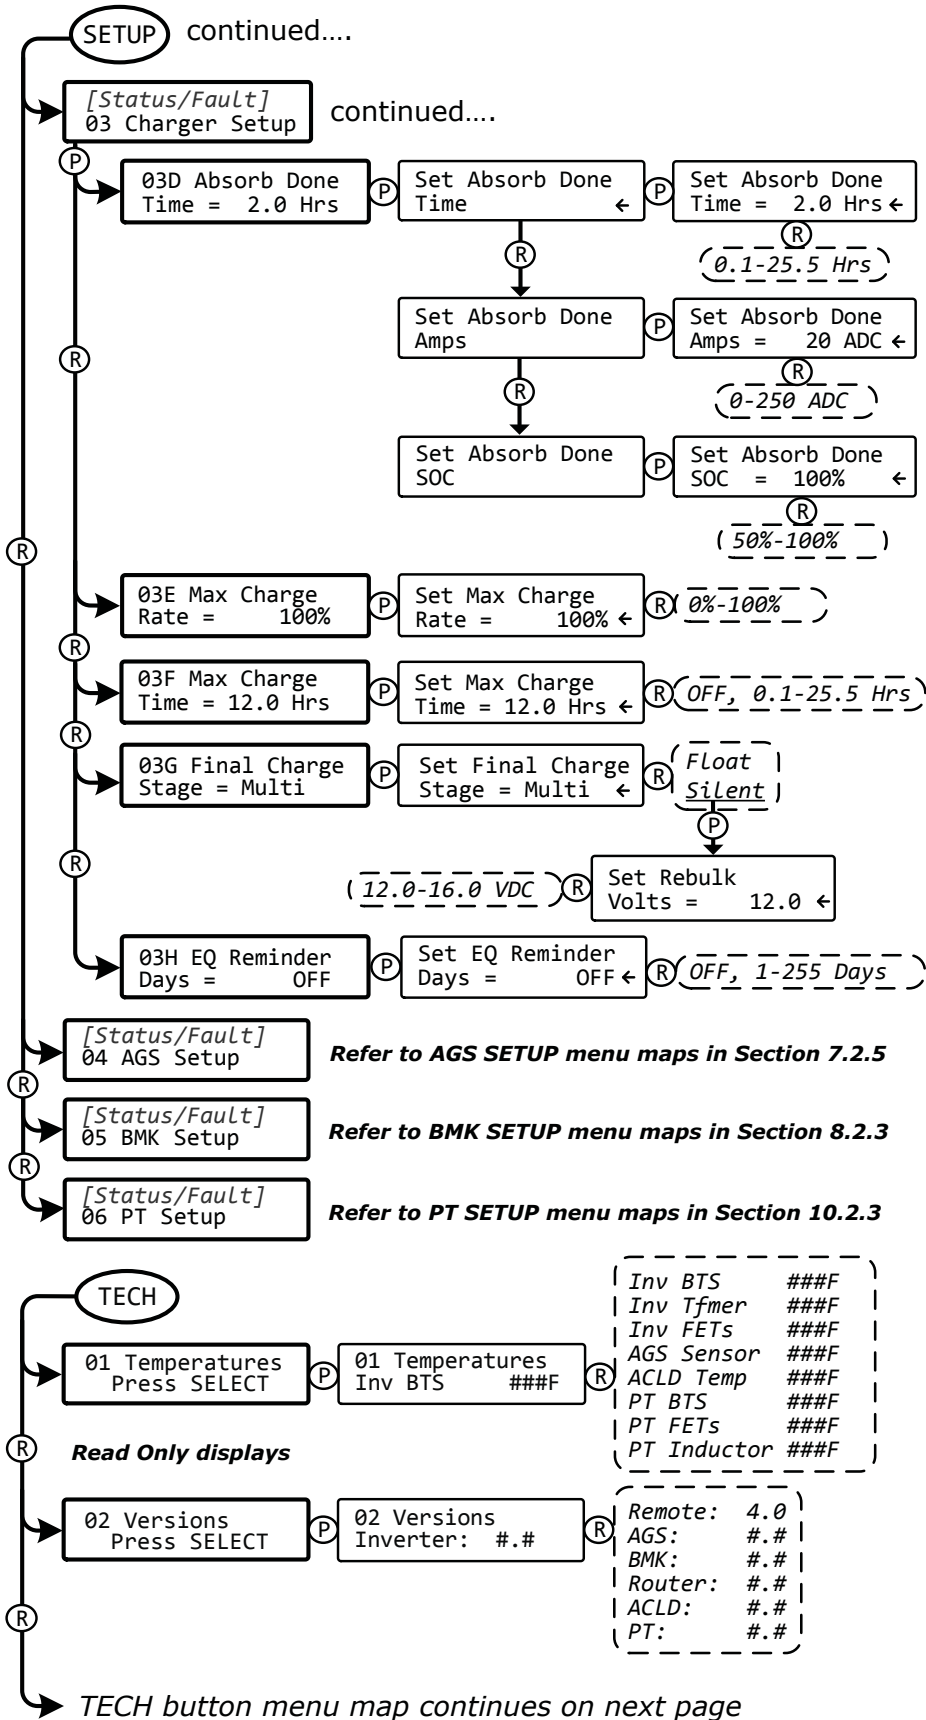 SETUP continued….
[Status/Fault]
03 Charger Setup
continued….
P
03D Absorb Done
Time = 2.0 Hrs
P
Set Absorb Done
Time ←
P
Set Absorb Done
Time = 2.0 Hrs ←
R
0.1-25.5 Hrs
R
Set Absorb Done
Amps
P
Set Absorb Done
Amps = 20 ADC ←
R
0-250 ADC
R
R
Set Absorb Done
SOC
P
Set Absorb Done
SOC = 100% ←
R
50%-100%
R
03E Max Charge
Rate = 100%
P
Set Max Charge
Rate = 100% ←
R
0%-100%
R
03F Max Charge
Time = 12.0 Hrs
P
Set Max Charge
Time = 12.0 Hrs ←
R
OFF, 0.1-25.5 Hrs
R
03G Final Charge
Stage = Multi
P
Set Final Charge
Stage = Multi ←
R
Float
Silent
P
R
Set Rebulk
Volts = 12.0 ←
R
12.0-16.0 VDC
03H EQ Reminder
Days = OFF
P
Set EQ Reminder
Days = OFF ←
R
OFF, 1-255 Days
[Status/Fault]
04 AGS Setup
Refer to AGS SETUP menu maps in Section 7.2.5
R
[Status/Fault]
05 BMK Setup
Refer to BMK SETUP menu maps in Section 8.2.3
R
[Status/Fault]
06 PT Setup
Refer to PT SETUP menu maps in Section 10.2.3
TECH
01 Temperatures
Press SELECT
P
01 Temperatures
Inv BTS ###F
R
Inv BTS ###F
Inv Tfmer ###F
Inv FETs ###F
AGS Sensor ###F
ACLD Temp ###F
PT BTS ###F
PT FETs ###F
PT Inductor ###F
R
Read Only displays
02 Versions
Press SELECT
P
02 Versions
Inverter: #.#
R
Remote: 4.0
AGS: #.#
BMK: #.#
Router: #.#
ACLD: #.#
PT: #.#
R
TECH button menu map continues on next page